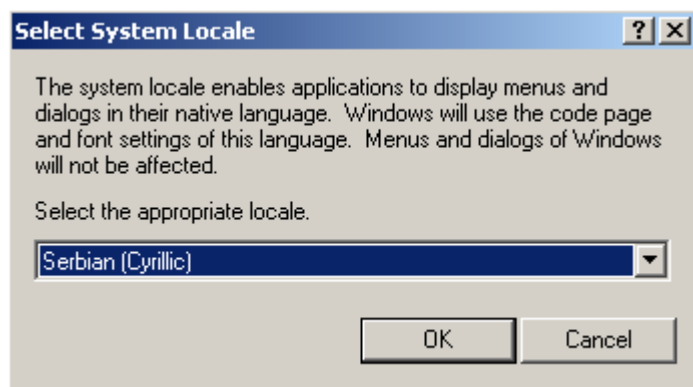 Select System Locale
The system locale enables applications to display menus and
dialogs in their native language.  Windows will use the code page
and font settings of this language.  Menus and dialogs of Windows
will not be affected.
Select the appropriate locale.
Serbian (Cyrillic)
OK Cancel